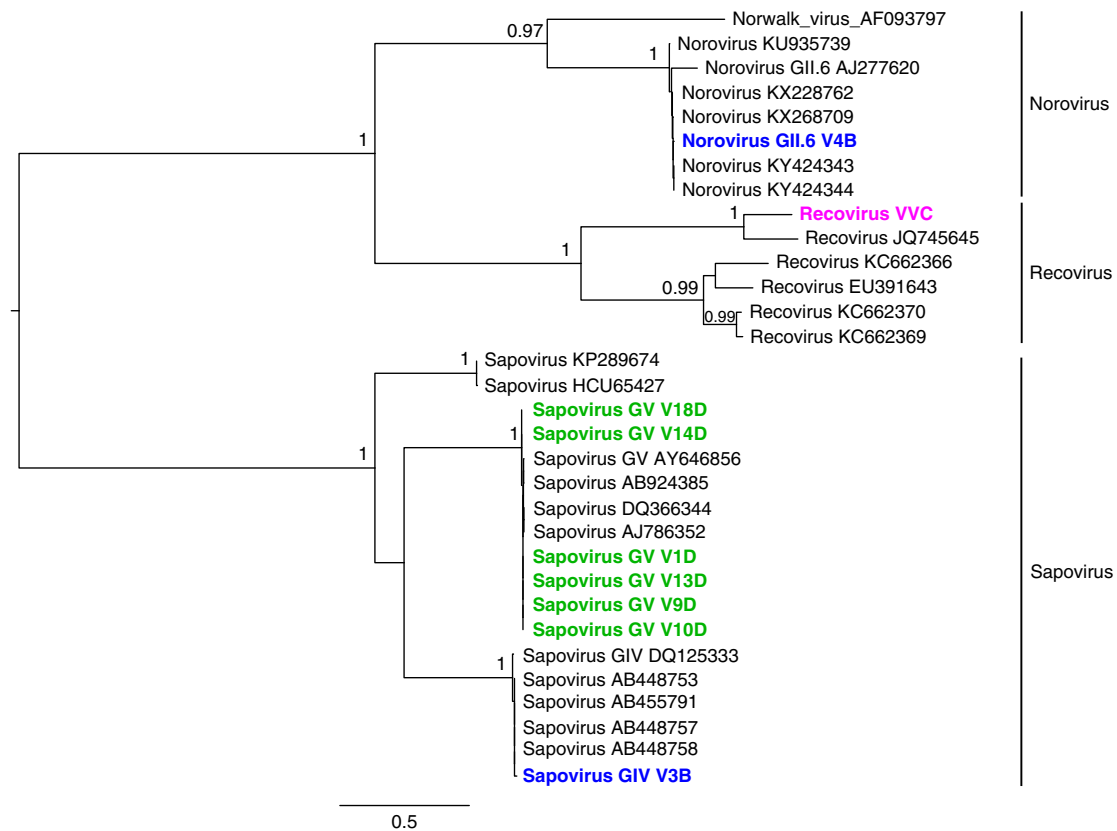 Norwalk_virus_AF093797
0.97
Norovirus KU935739
1
Norovirus GII.6 AJ277620
Norovirus KX228762
Norovirus
Norovirus KX268709
1
Norovirus GII.6 V4B
Norovirus KY424343
Norovirus KY424344
1
Recovirus VVC
Recovirus JQ745645
1
Recovirus KC662366
Recovirus
0.99
Recovirus EU391643
0.99
Recovirus KC662370
Recovirus KC662369
1
Sapovirus KP289674
Sapovirus HCU65427
Sapovirus GV V18D
1
Sapovirus GV V14D
1
Sapovirus GV AY646856
Sapovirus AB924385
Sapovirus DQ366344
Sapovirus AJ786352
Sapovirus GV V1D
Sapovirus
Sapovirus GV V13D
Sapovirus GV V9D
Sapovirus GV V10D
1
Sapovirus GIV DQ125333
Sapovirus AB448753
Sapovirus AB455791
Sapovirus AB448757
Sapovirus AB448758
Sapovirus GIV V3B
0.5